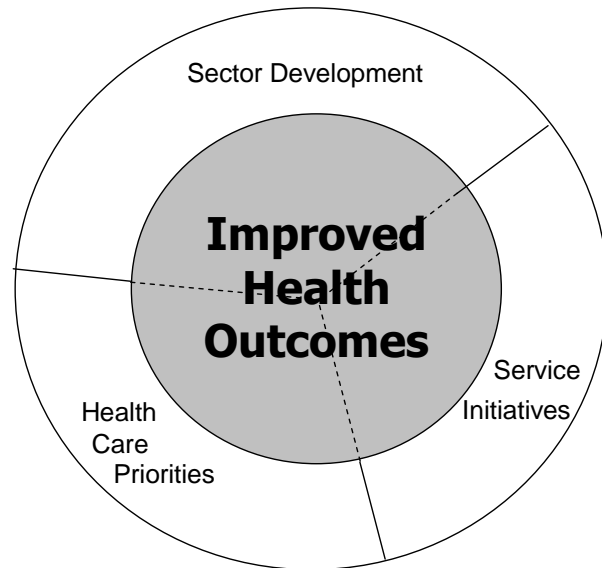 Sector Development
Improved
Health
Outcomes
Service
Initiatives
Health
Care
Priorities